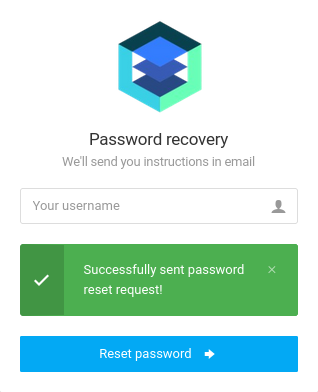 Password recovery
We'll send you instructions in email
Your username
Successfully sent password
reset request!
Reset password